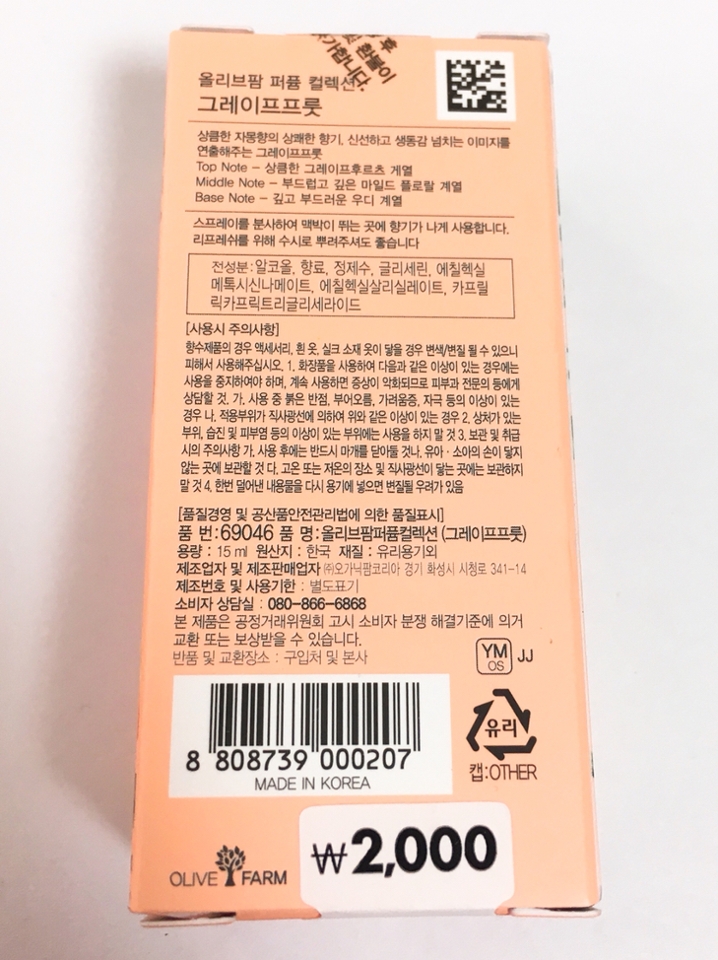 후
및 환불이
가합니다.
올리브팜 퍼퓸 컬렉션
그레이프프룻
상큼한 자몽향의 상쾌한 향기, 신선하고 생동감 넘치는 이미지를
연출해주는 그레이프프룻
Top Note – 상큼한 그레이프후르츠 계열
Middle Note – 부드럽고 깊은 마일드 플로랄 계열
Base Note – 깊고 부드러운 우디 계열
스프레이를 분사하여 맥박이 뛰는 곳에 향기가 나게 사용합니다.
리프레쉬를 위해 수시로 뿌려주셔도 좋습니다
전성분:알코올, 향료, 정제수, 글리세린, 에칠헥실
메톡시신나메이트, 에칠헥실살리실레이트, 카프릴
릭카프릭트리글리세라이드
[사용시 주의사항]
향수제품의 경우 액세서리, 흰 옷, 실크 소재 옷이 닿을 경우 변색/변질 될 수 있으니
피해서 사용해주십시오. 1. 화장품을 사용하여 다음과 같은 이상이 있는 경우에는
사용을 중지하여야 하며, 계속 사용하면 증상이 악화되므로 피부과 전문의 등에게
상담할 것. 가. 사용 중 붉은 반점, 부어오름, 가려움증, 자극 등의 이상이 있는
경우 나. 적용부위가 직사광선에 의하여 위와 같은 이상이 있는 경우 2. 상처가 있는
부위, 습진 및 피부염 등의 이상이 있는 부위에는 사용을 하지 말 것 3. 보관 및 취급
시의 주의사항 가. 사용 후에는 반드시 마개를 닫아둘 것 나. 유아·소아의 손이 닿지
않는 곳에 보관할 것 다. 고온 또는 저온의 장소 및 직사광선이 닿는 곳에는 보관하지
말 것 4. 한번 덜어낸 내용물을 다시 용기에 넣으면 변질될 우려가 있음
[품질경영 및 공산품안전관리법에 의한 품질표시]
품 번:69046 품 명:올리브팜퍼퓸컬렉션 (그레이프프룻)
용량 : 15 ml 원산지 : 한국 재질 : 유리용기외
제조업자 및 제조판매업자 ㈜오가닉팜코리아 경기 화성시 시청로 341-14
제조번호 및 사용기한 : 별도표기
소비자 상담실 : 080-866-6868
본 제품은 공정거래위원회 고시 소비자 분쟁 해결기준에 의거
교환 또는 보상받을 수 있습니다.
반품 및 교환장소 : 구입처 및 본사
YM
OS
JJ
8 808739 000207
MADE IN KOREA
유리
캡:OTHER
₩2,000
OLIVE FARM